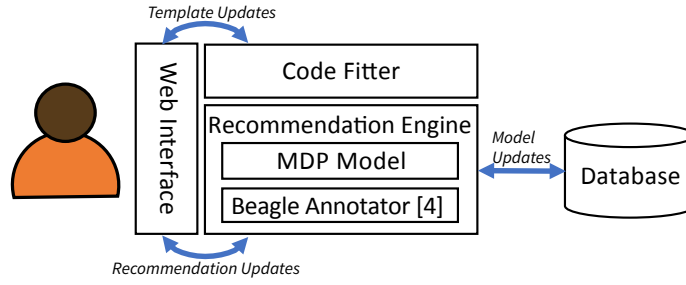 Template Updates
Web Interface
Code Fitter
Recommendation Engine
MDP Model
Beagle Annotator [4]
Model
Updates
Database
Recommendation Updates